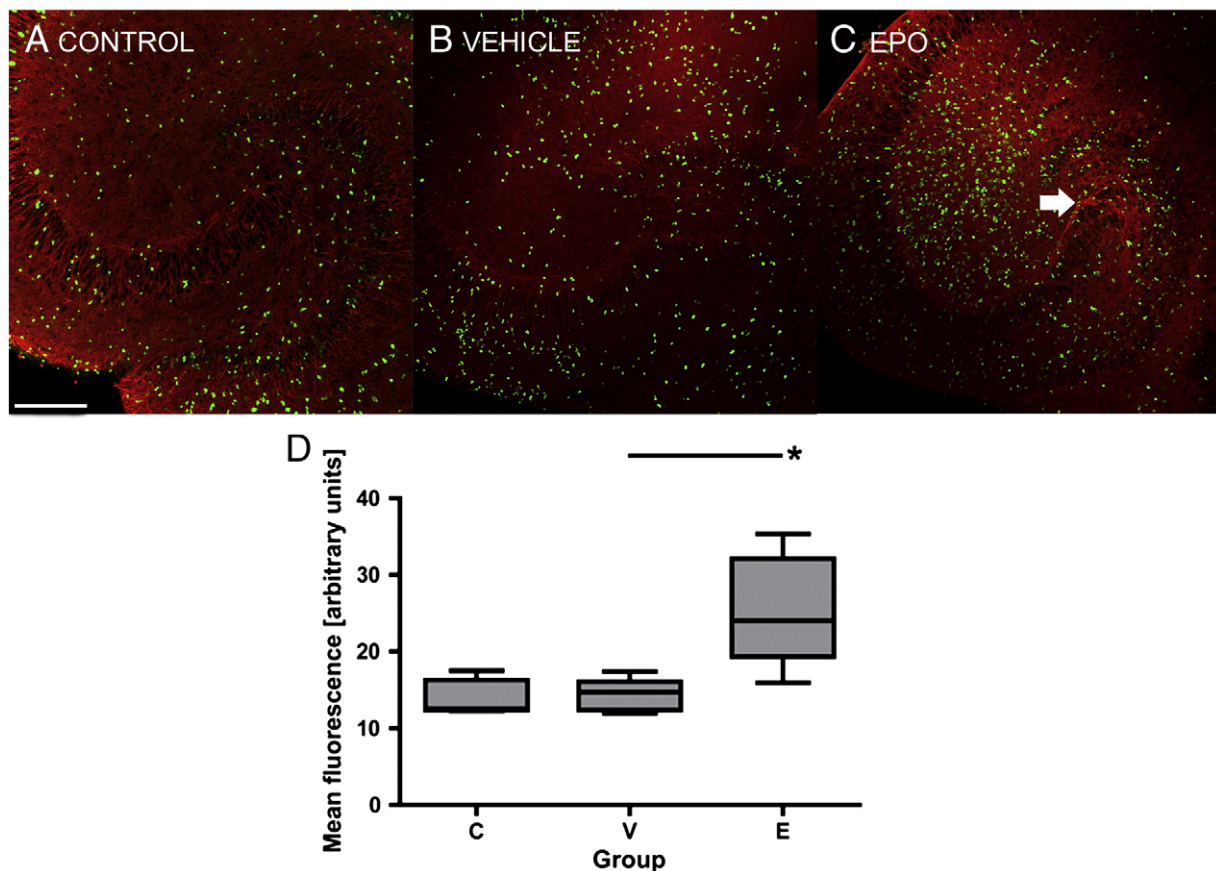 A CONTROL
B VEHICLE
C EPO
D
*
Mean fluorescence [arbitrary units]
40
30
20
10
0
C
V
E
Group